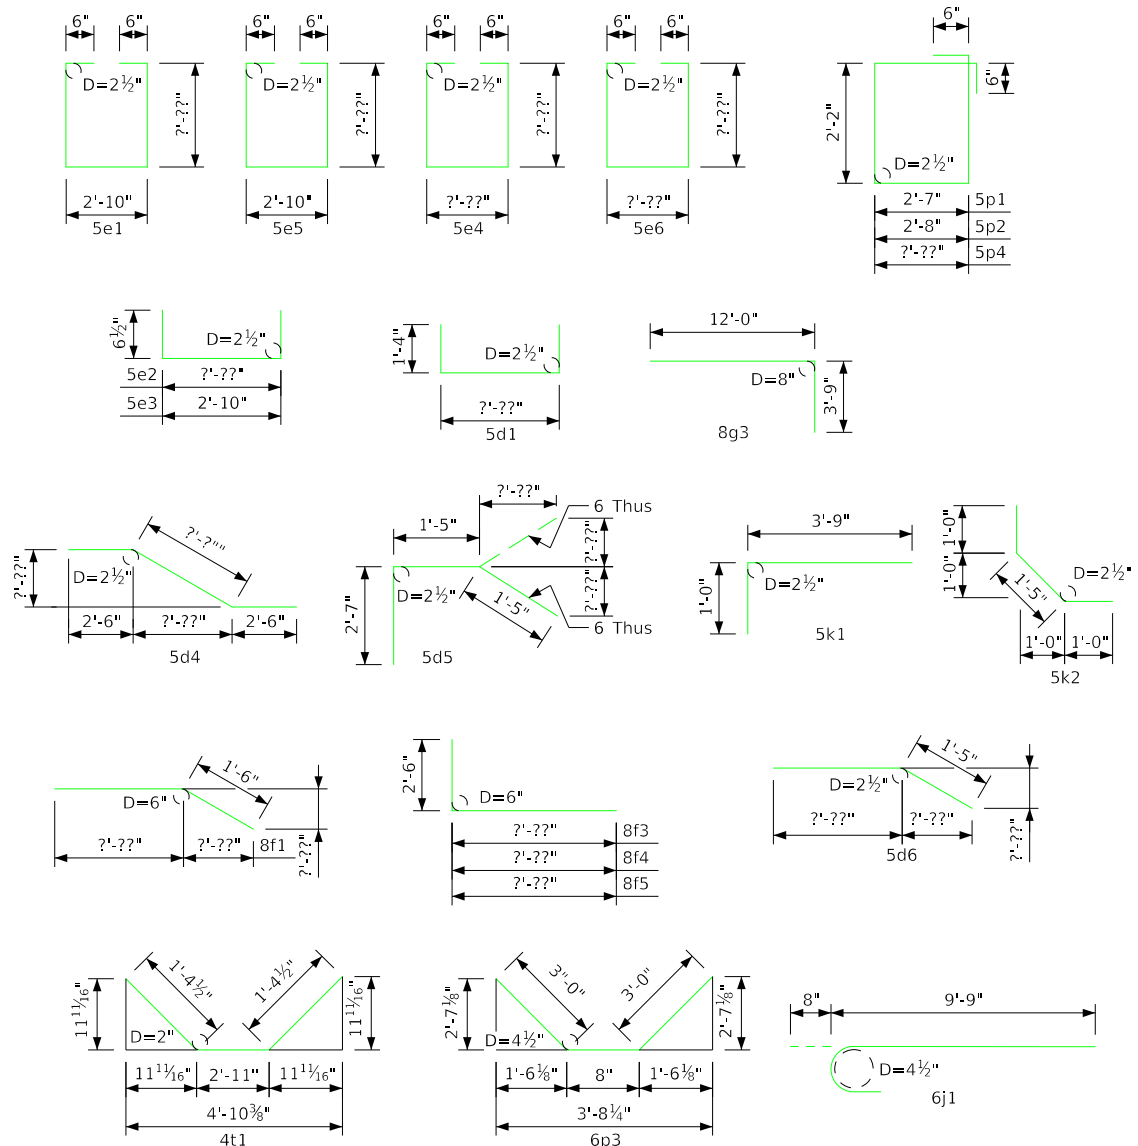 6" 6" 6" 6" 6" 6" 6" 6" 6"
D=2½" ?'-??" D=2½" ?'-??" D=2½" ?'-??" D=2½" ?'-??" 2'-2" 6"
D=2½"
2'-10" 2'-10" ?'-??" ?'-??" 2'-7" 5p1
5e1 5e5 5e4 5e6 2'-8" 5p2
?'-??" 5p4
6½" D=2½" 1'-4" D=2½" 12'-0"
5e2 ?'-??" D=8" 3'-9"
5e3 2'-10" ?'-??"
5d1 8g3
?'-??" 6 Thus
1'-5" 3'-9"
?'-?"" ?'-??" 1'-0"
?'-??" D=2½" D=2½" ?'-??" D=2½" 1'-0" D=2½"
2'-7" 1'-5" 1'-0" 1'-5"
2'-6" ?'-??" 2'-6" 6 Thus 5k1 1'-0" 1'-0"
5d4 5d5 5k2
1'-6" 2'-6" 1'-5"
D=6" D=6" D=2½"
?'-??" ?'-??" 8f1 ?'-??" ?'-??" 8f3 ?'-??" ?'-??" ?'-??"
?'-??" 8f4 5d6
?'-??" 8f5
1'-4½" 1'-4½" 3"-0" 3'-0"
11 11/16" 11 11/16" 2'-7⅛" 2'-7⅛" 8" 9'-9"
D=2" D=4½" D=4½"
11 11/16" 2'-11" 11 11/16" 1'-6⅛" 8" 1'-6⅛" 6j1
4'-10⅜" 3'-8¼"
4t1 6p3